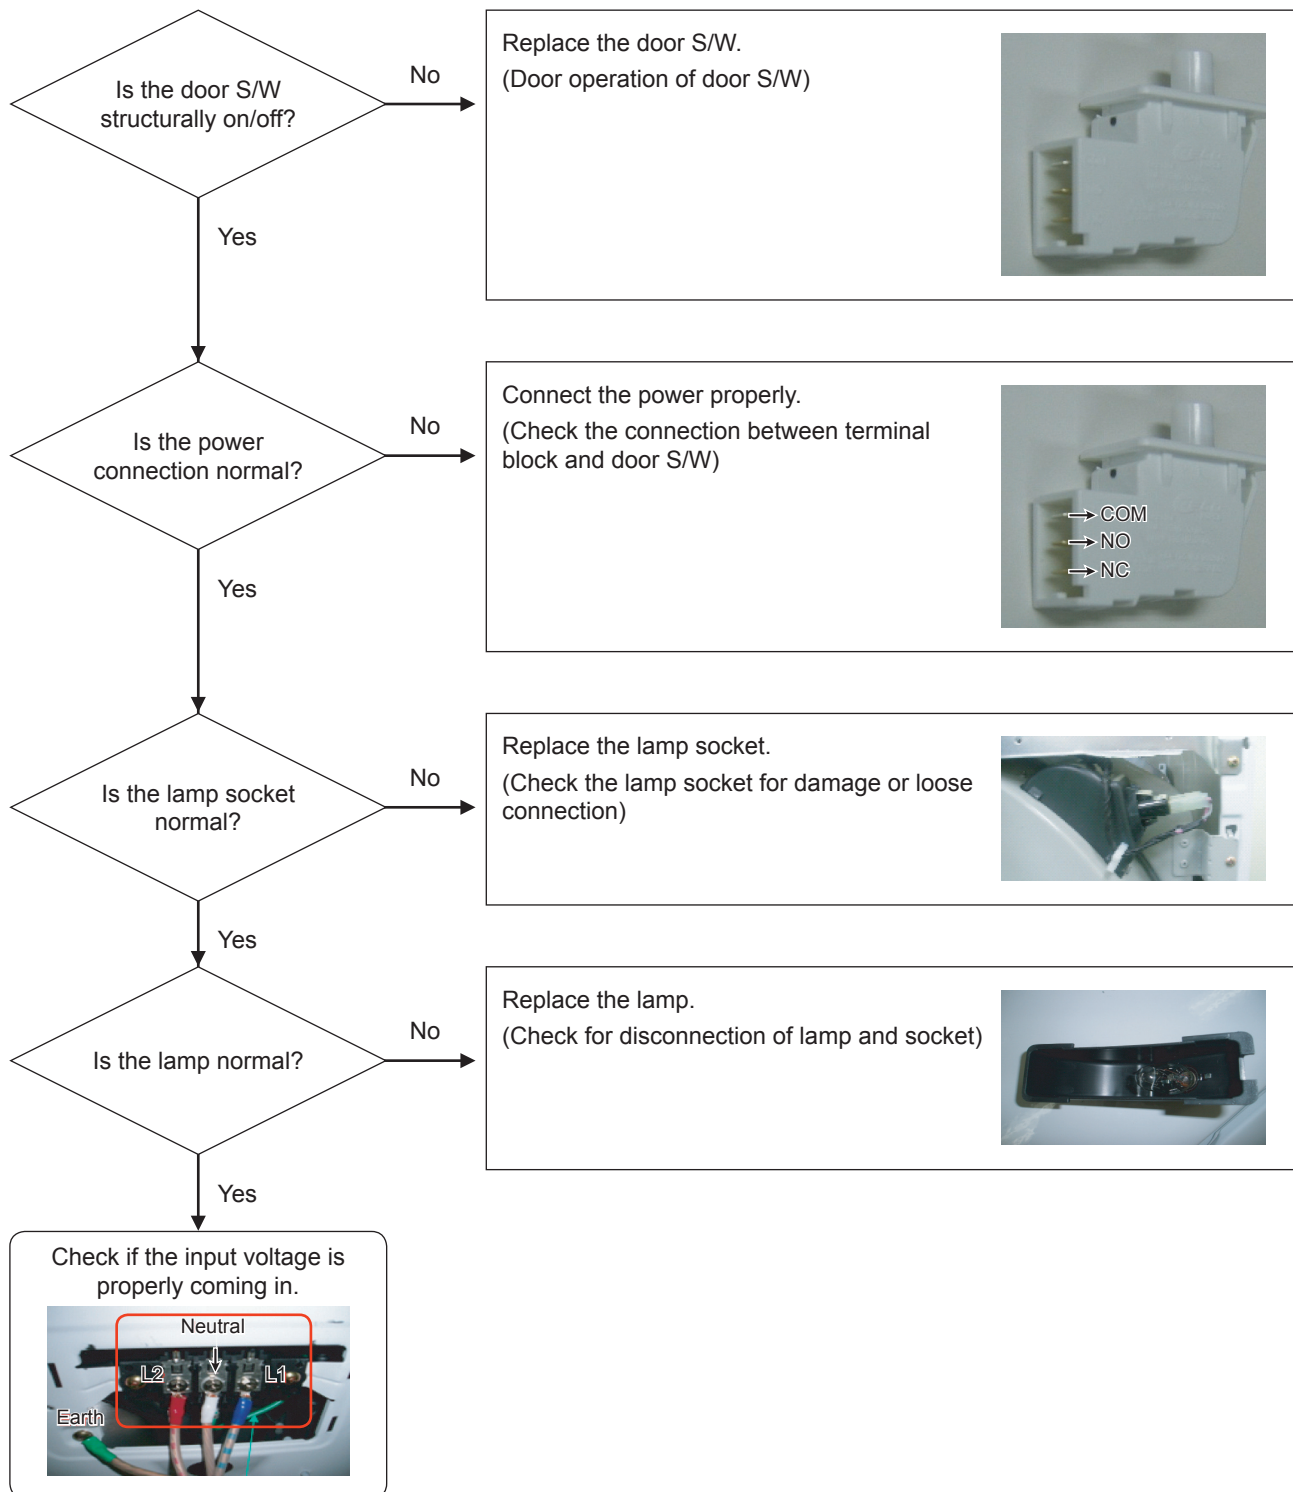 Is the door S/W
structurally on/off?
No
Replace the door S/W.
(Door operation of door S/W)
Yes
Is the power
connection normal?
No
Connect the power properly.
(Check the connection between terminal
block and door S/W)
COM
NO
NC
Yes
Is the lamp socket
normal?
No
Replace the lamp socket.
(Check the lamp socket for damage or loose
connection)
Yes
Is the lamp normal?
No
Replace the lamp.
(Check for disconnection of lamp and socket)
Yes
Check if the input voltage is
properly coming in.
Neutral
L2
L1
Earth